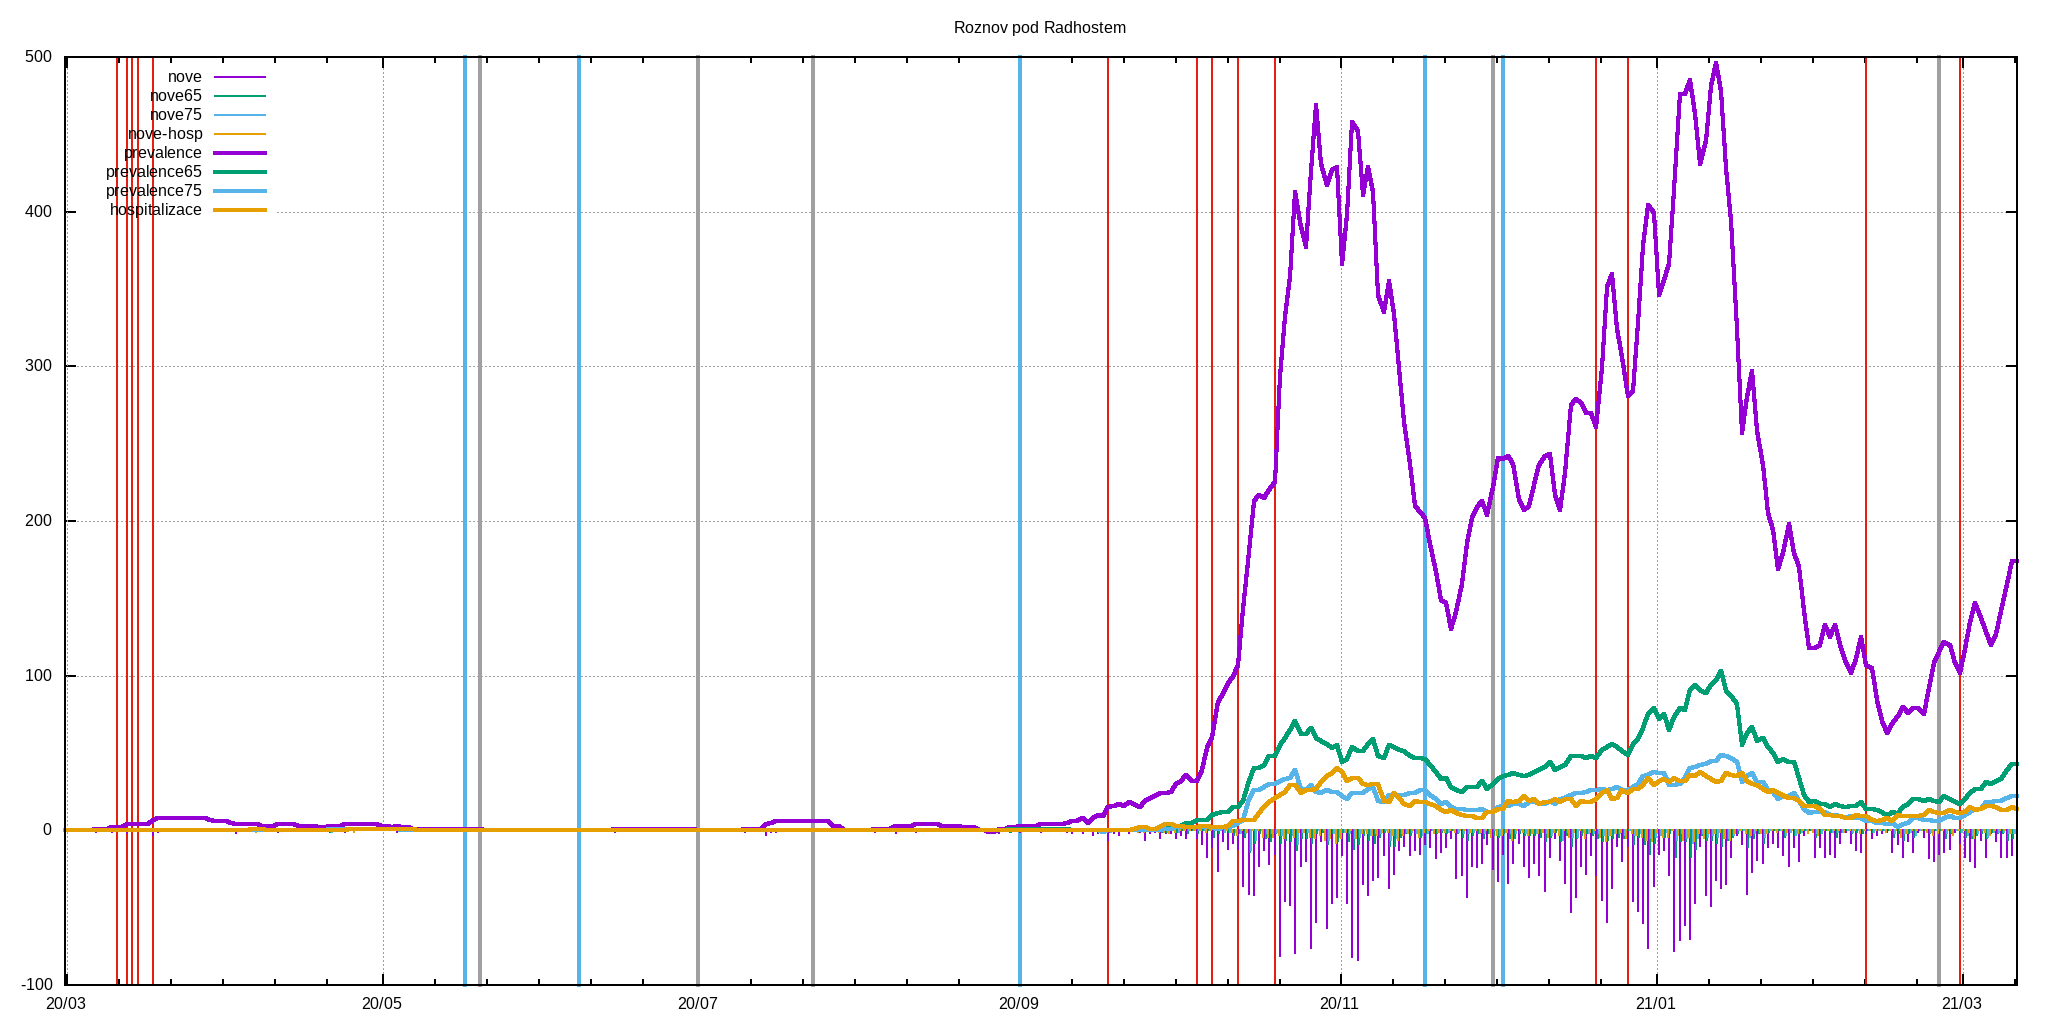 Roznov pod Radhostem
500
400
300
200
100
0
-100
nove
nove65
nove75
nove-hosp
prevalence
prevalence65
prevalence75
hospitalizace
20/03 20/05 20/07 20/09 20/11 21/01 21/03